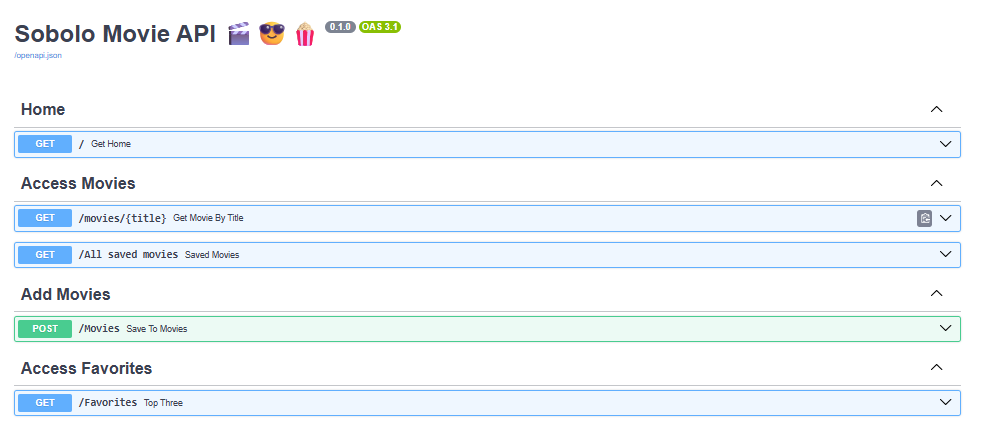 Sobolo Movie API 🎬 😎 🍿 0.1.0 OAS 3.1
/openapi.json
Home
GET / Get Home
Access Movies
GET /movies/{title} Get Movie By Title
GET /All saved movies Saved Movies
Add Movies
POST /Movies Save To Movies
Access Favorites
GET /Favorites Top Three